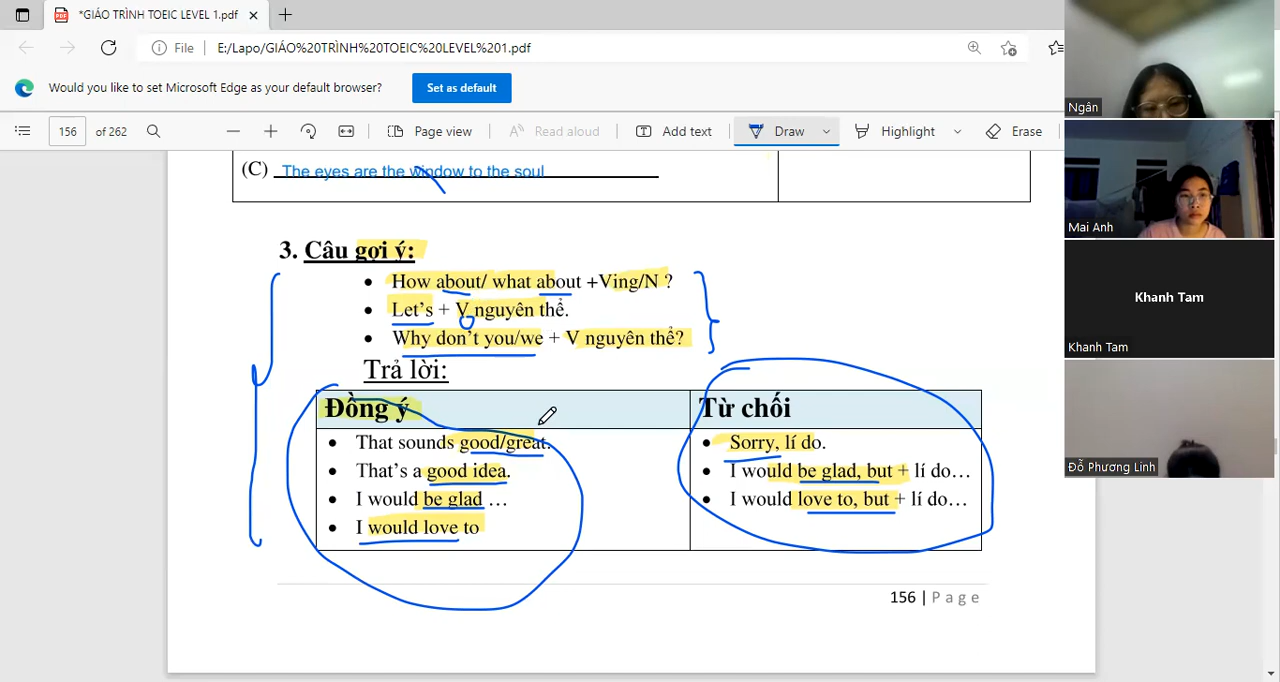 *GIÁO TRÌNH TOEIC LEVEL 1.pdf
File E:/Lapo/GIÁO%20TRÌNH%20TOEIC%20LEVEL%201.pdf
Would you like to set Microsoft Edge as your default browser? Set as default
156 of 262 Page view Read aloud Add text Draw Highlight Erase
(C) The eyes are the window to the soul
3. Câu gợi ý:
• How about/ what about +Ving/N ?
• Let's + V nguyên thể.
• Why don't you/we + V nguyên thể?
Trả lời:
Đồng ý Từ chối
• That sounds good/great. • Sorry, lí do.
• That's a good idea. • I would be glad, but + lí do…
• I would be glad … • I would love to, but + lí do…
• I would love to
156 | P a g e
Ngân
Mai Anh
Khanh Tam
Khanh Tam
Đỗ Phương Linh